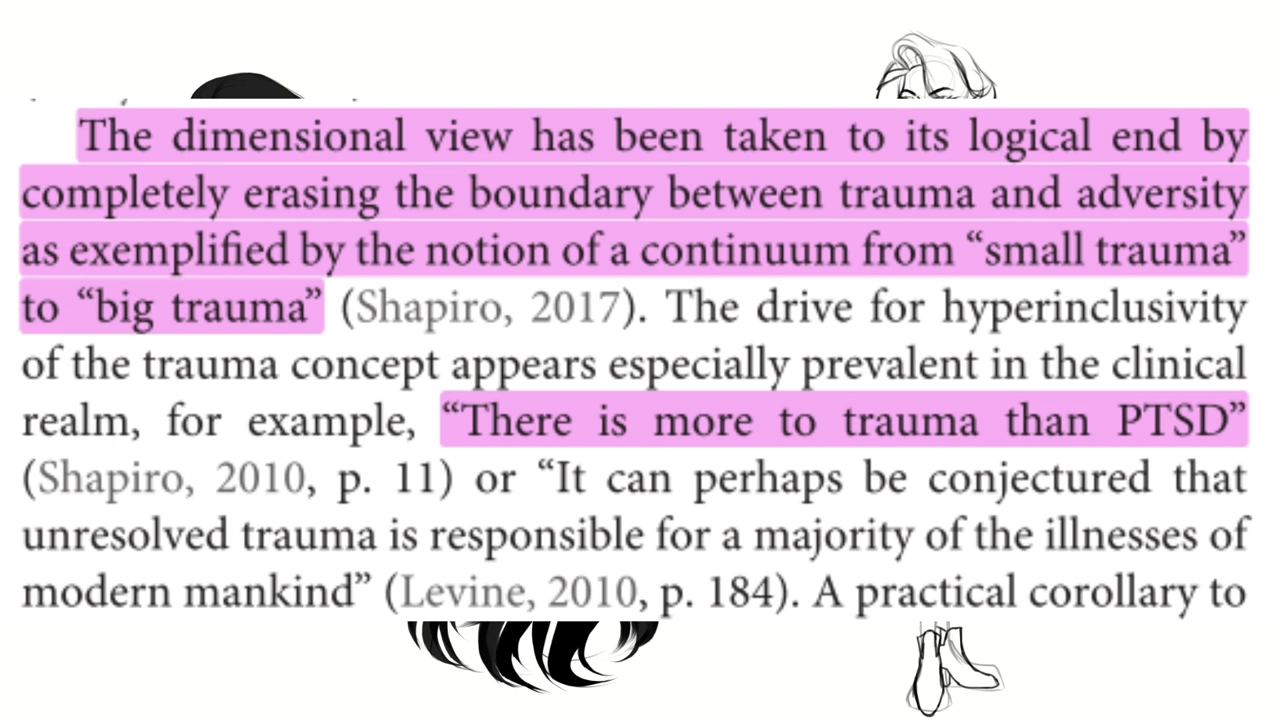 The dimensional view has been taken to its logical end by
completely erasing the boundary between trauma and adversity
as exemplified by the notion of a continuum from “small trauma”
to “big trauma” (Shapiro, 2017). The drive for hyperinclusivity
of the trauma concept appears especially prevalent in the clinical
realm, for example, “There is more to trauma than PTSD”
(Shapiro, 2010, p. 11) or “It can perhaps be conjectured that
unresolved trauma is responsible for a majority of the illnesses of
modern mankind” (Levine, 2010, p. 184). A practical corollary to